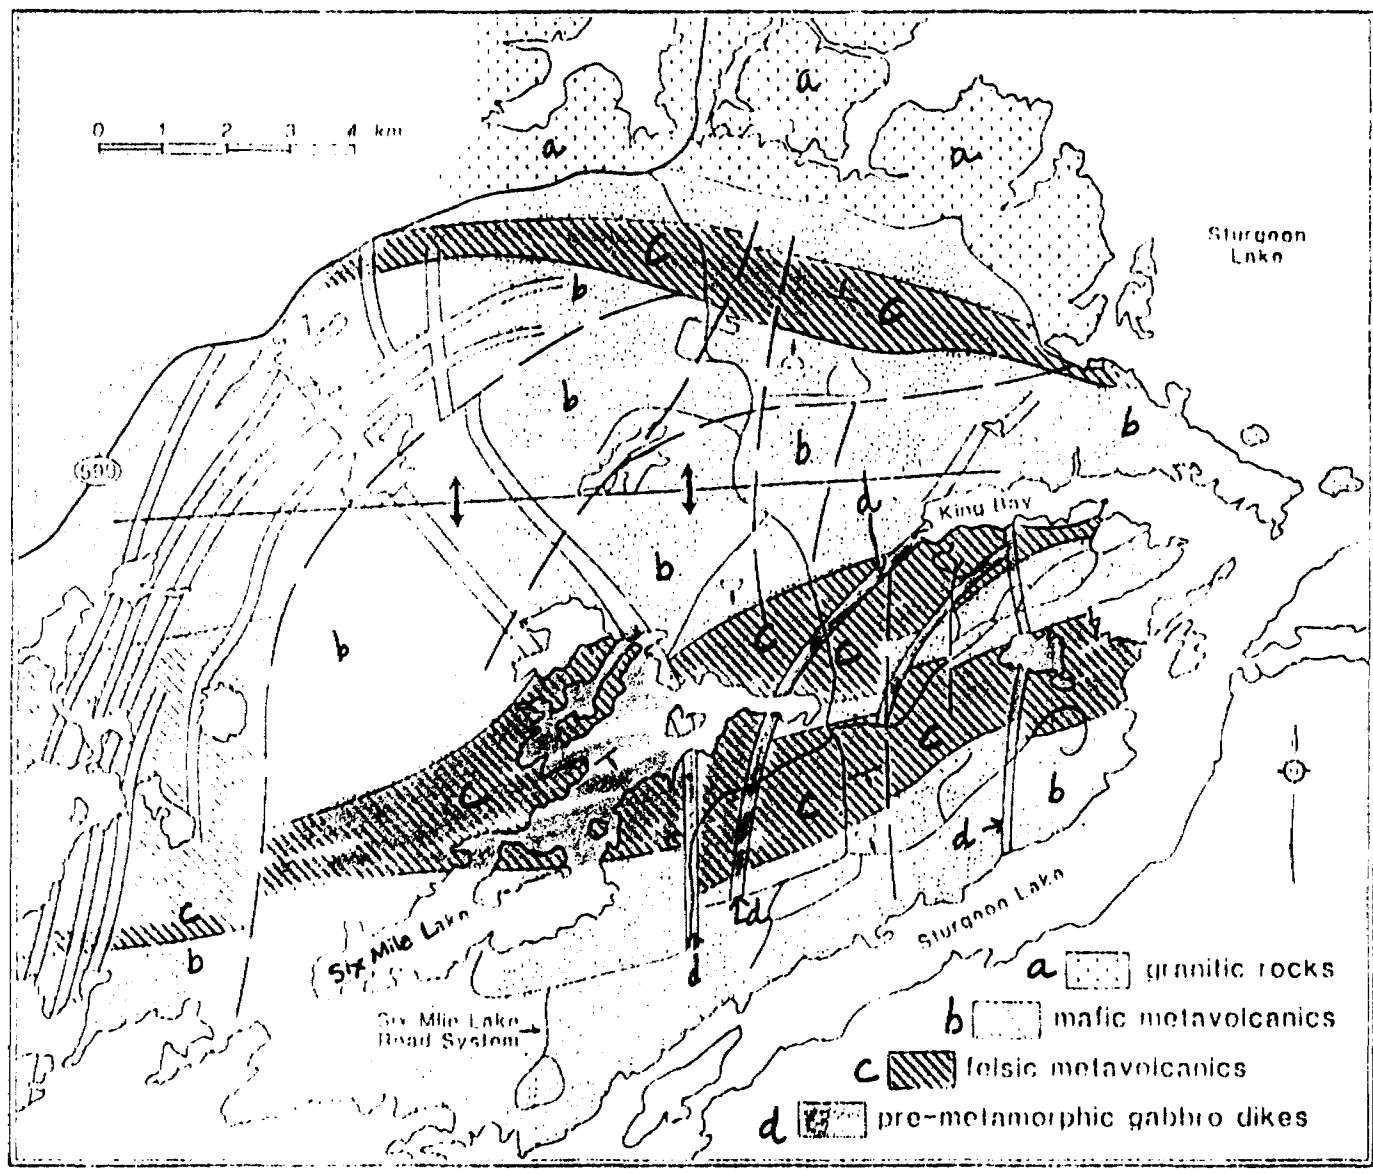 a
a
a
0 1 2 3 4 km
Sturgeon
Lake
c
c
b
b
b
b
599
d
King Bay
b
b
c
c
c
c
c
b
d
c
b
d
d
Six Mile Lake
Sturgeon Lake
Six Mile Lake
Road System
a granitic rocks
b mafic metavolcanics
c felsic metavolcanics
d pre-metamorphic gabbro dikes